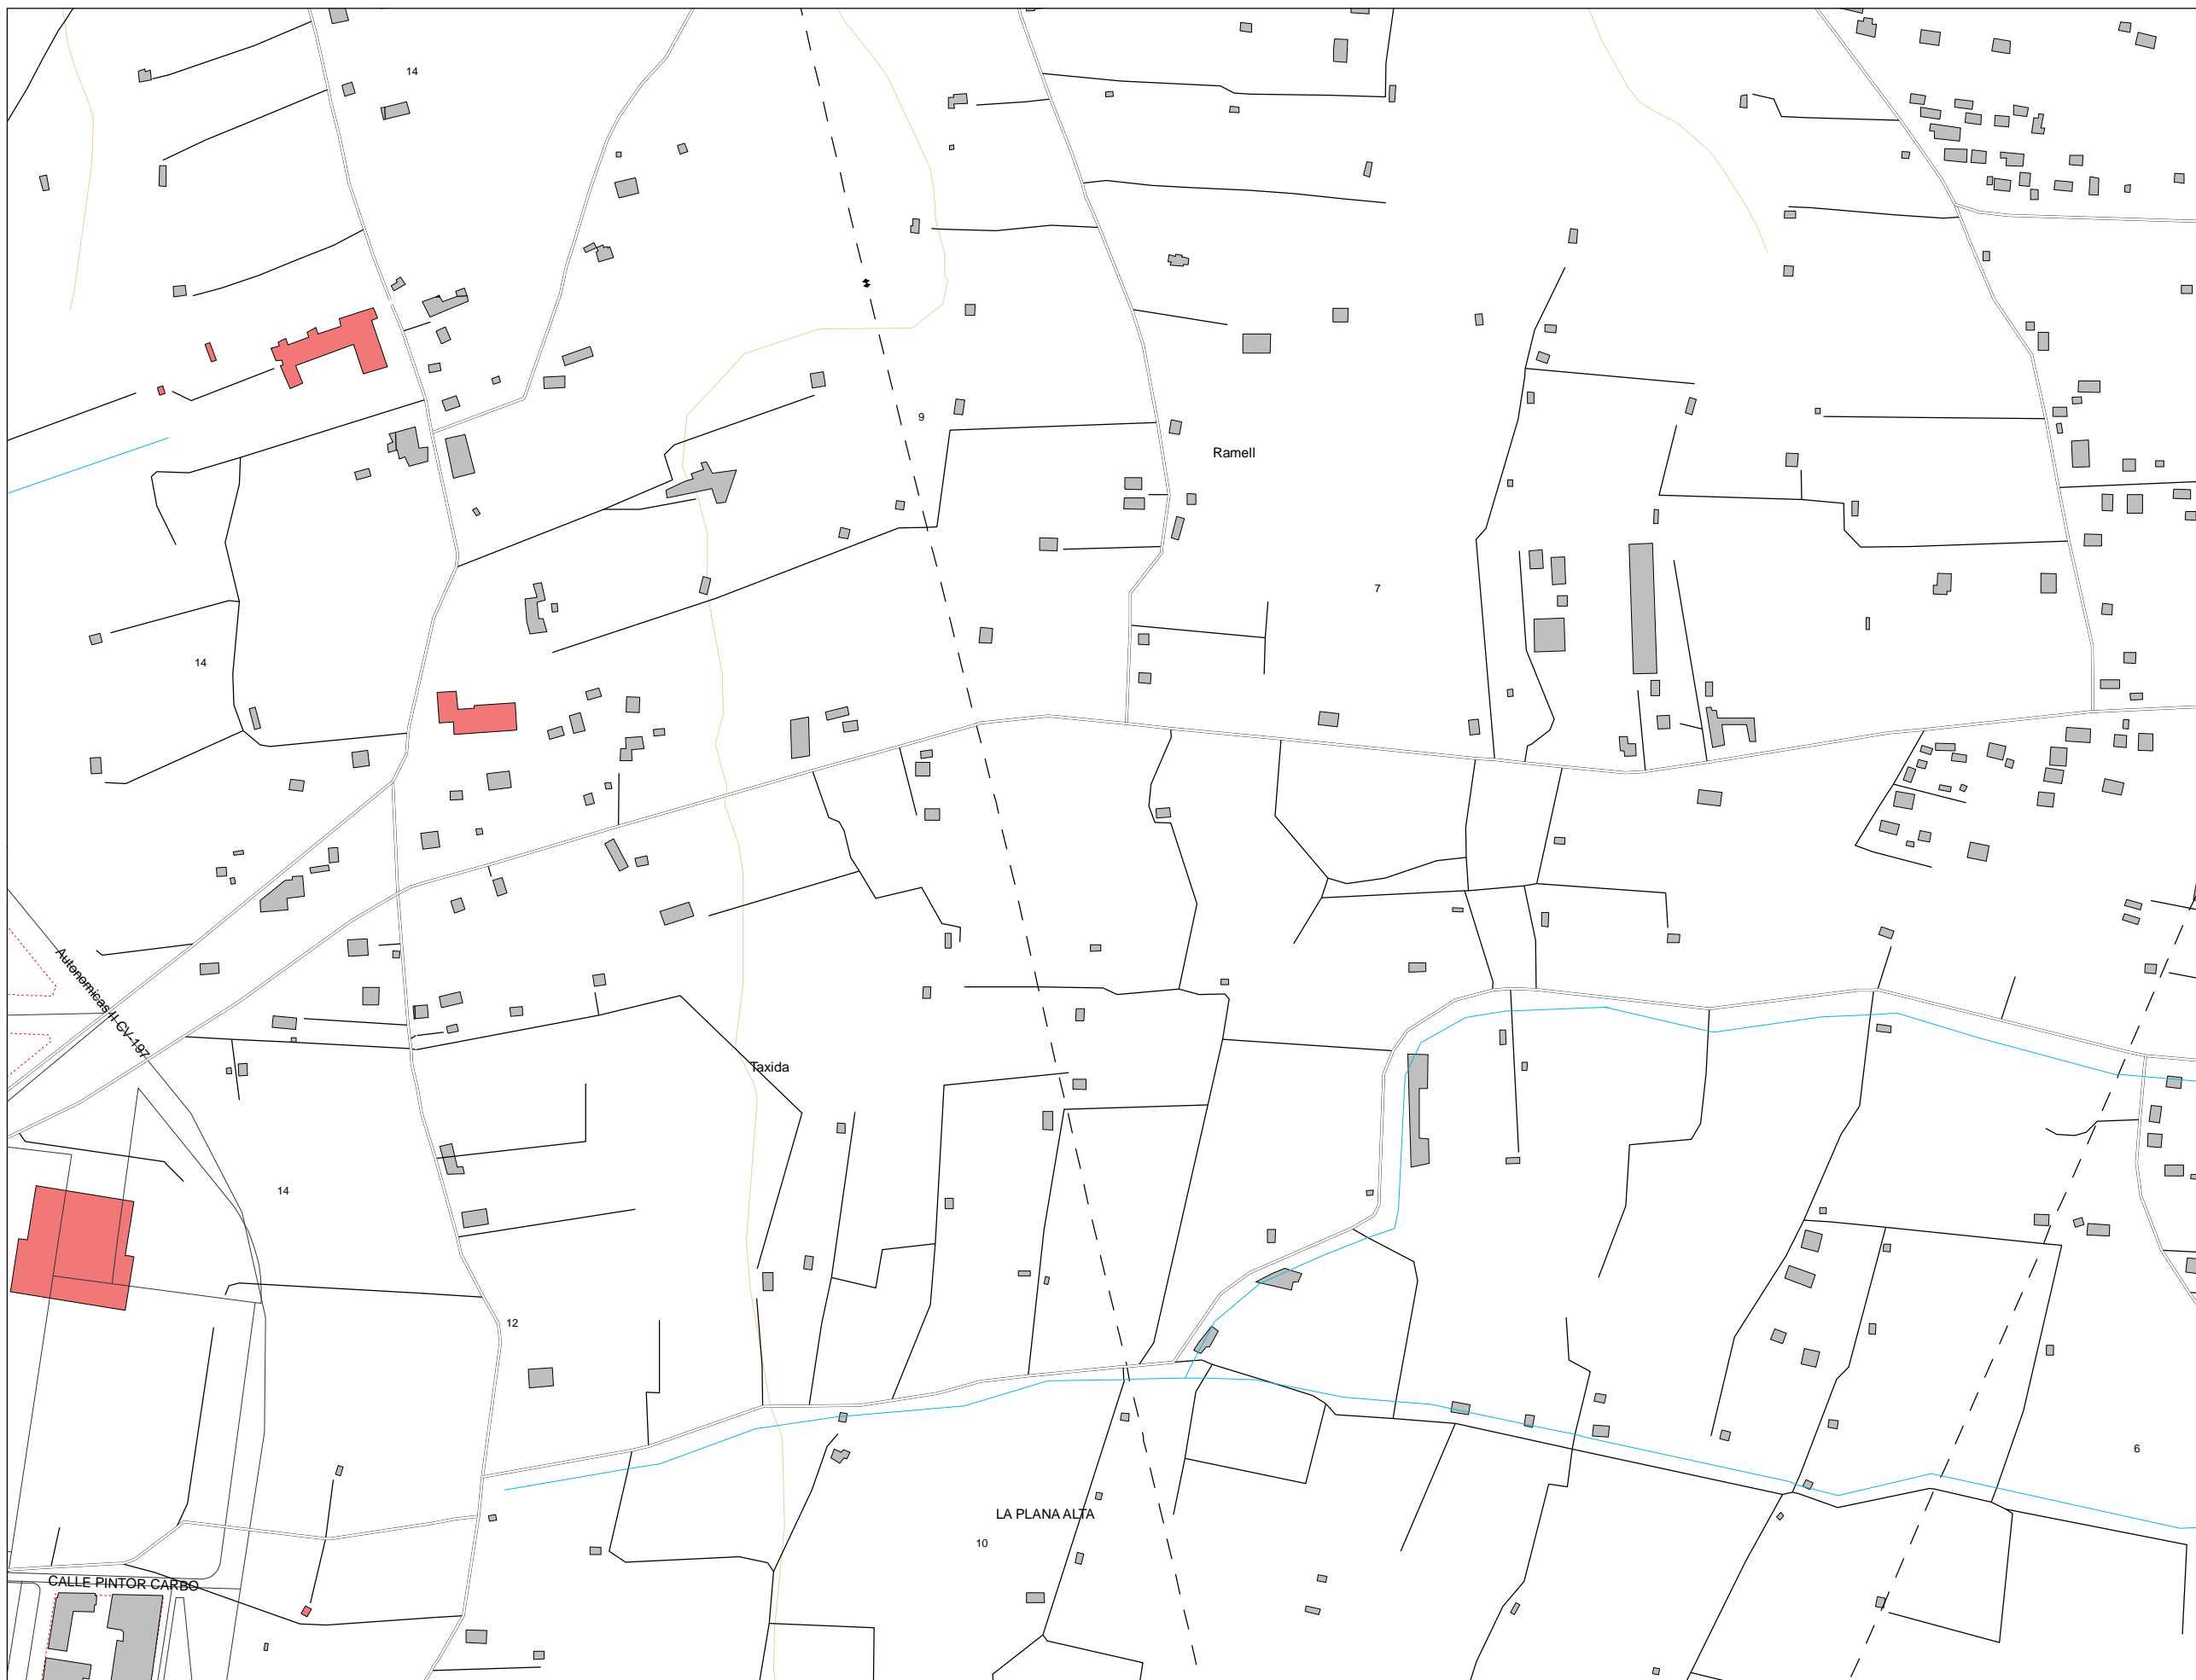 14
9
Ramell
7
14
Autonomicas II CV-197
Taxida
14
12
6
LA PLANA ALTA
10
CALLE PINTOR CARBO